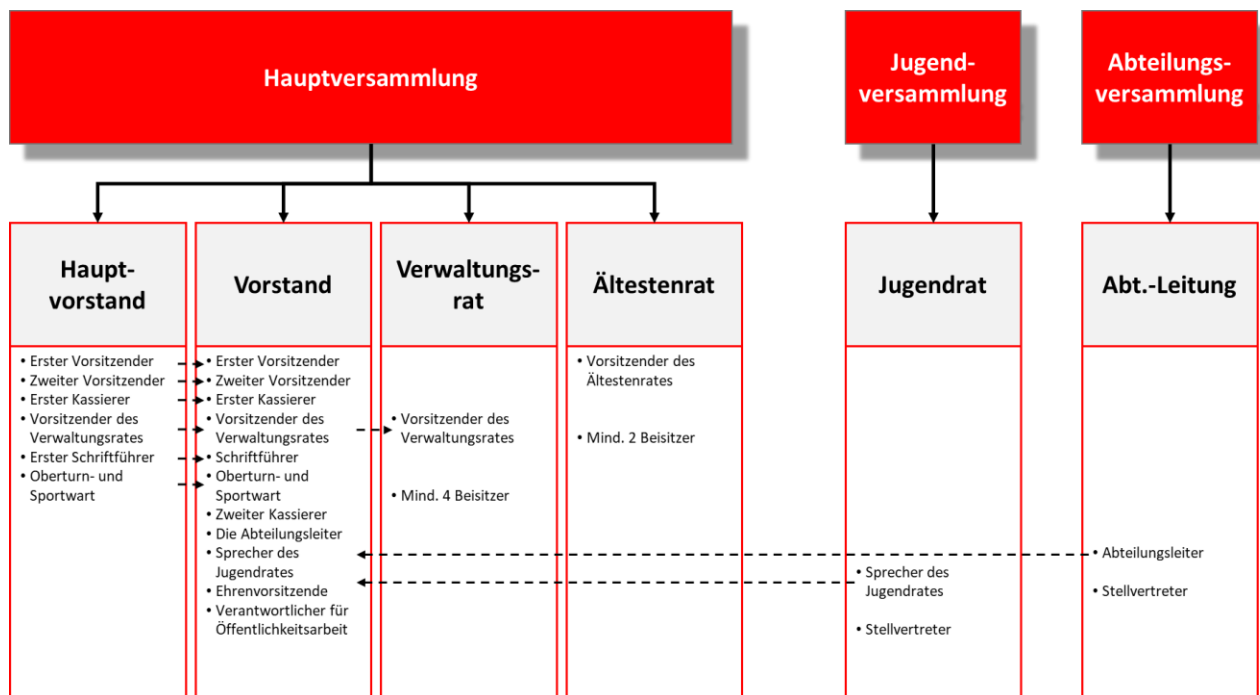 Hauptversammlung
Jugend-
versammlung
Abteilungs-
versammlung
Haupt-
vorstand
Vorstand
Verwaltungs-
rat
Ältestenrat
Jugendrat
Abt.-Leitung
• Erster Vorsitzender
• Zweiter Vorsitzender
• Erster Kassierer
• Vorsitzender des
Verwaltungsrates
• Erster Schriftführer
• Oberturn- und
Sportwart
• Erster Vorsitzender
• Zweiter Vorsitzender
• Erster Kassierer
• Vorsitzender des
Verwaltungsrates
• Schriftführer
• Oberturn- und
Sportwart
• Zweiter Kassierer
• Die Abteilungsleiter
• Sprecher des
Jugendrates
• Ehrenvorsitzende
• Verantwortlicher für
Öffentlichkeitsarbeit
• Vorsitzender des
Verwaltungsrates
• Mind. 4 Beisitzer
• Vorsitzender des
Ältestenrates
• Mind. 2 Beisitzer
• Sprecher des
Jugendrates
• Stellvertreter
• Abteilungsleiter
• Stellvertreter